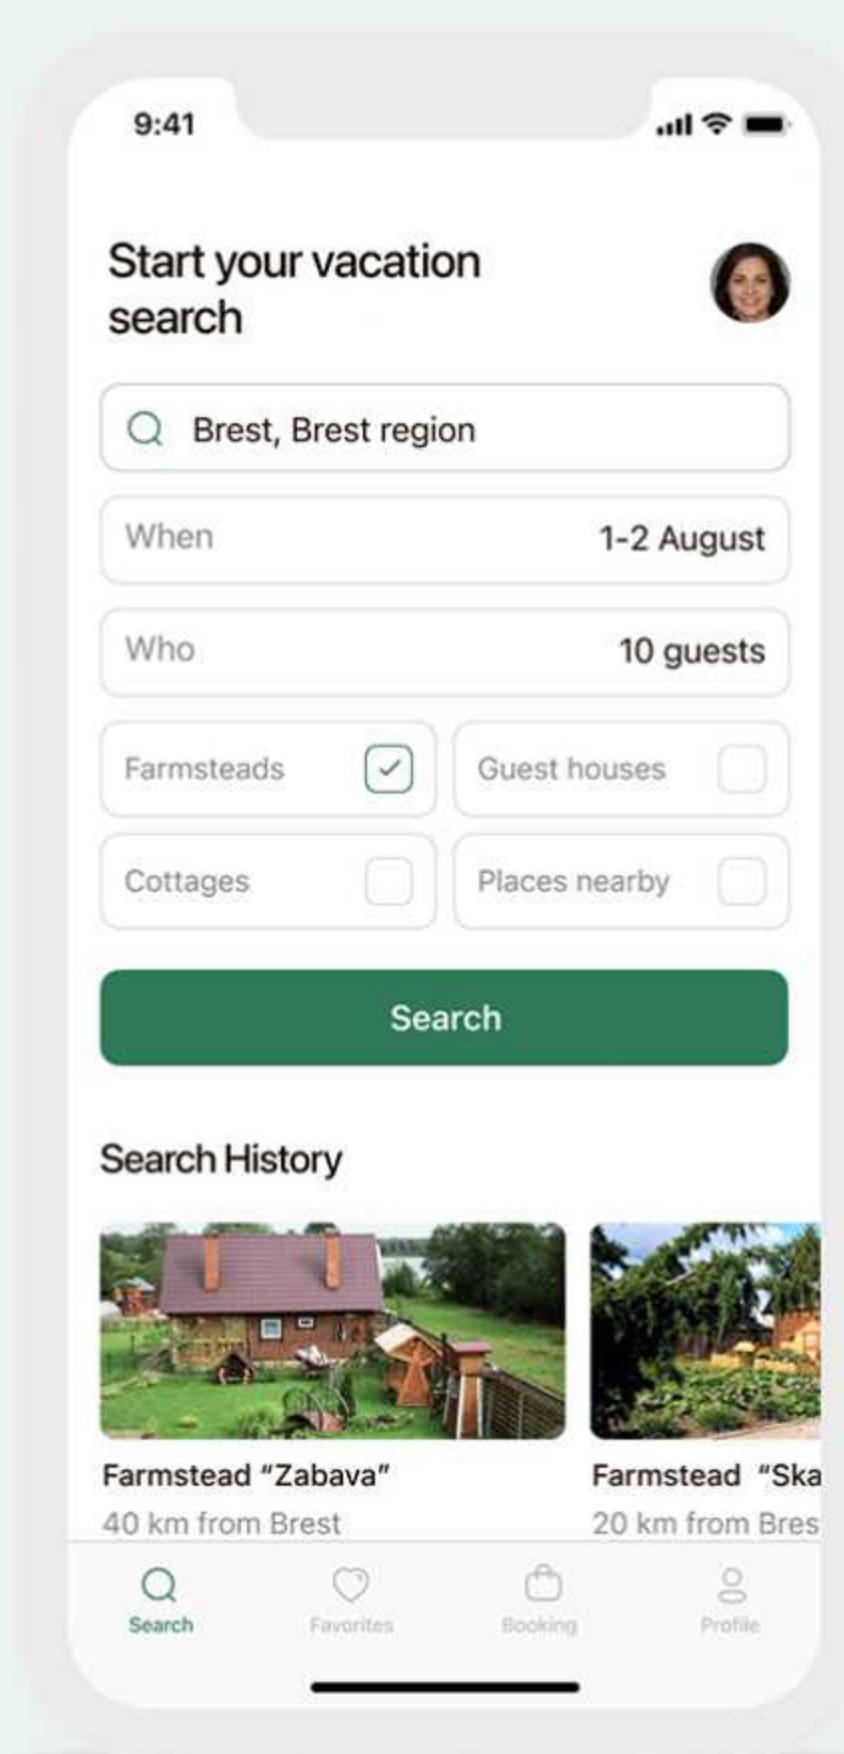 9:41
Start your vacation
search
Brest, Brest region
When 1-2 August
Who 10 guests
Farmsteads Guest houses
Cottages Places nearby
Search
Search History
Farmstead “Zabava” Farmstead “Ska
40 km from Brest 20 km from Bres
Search Favorites Booking Profile